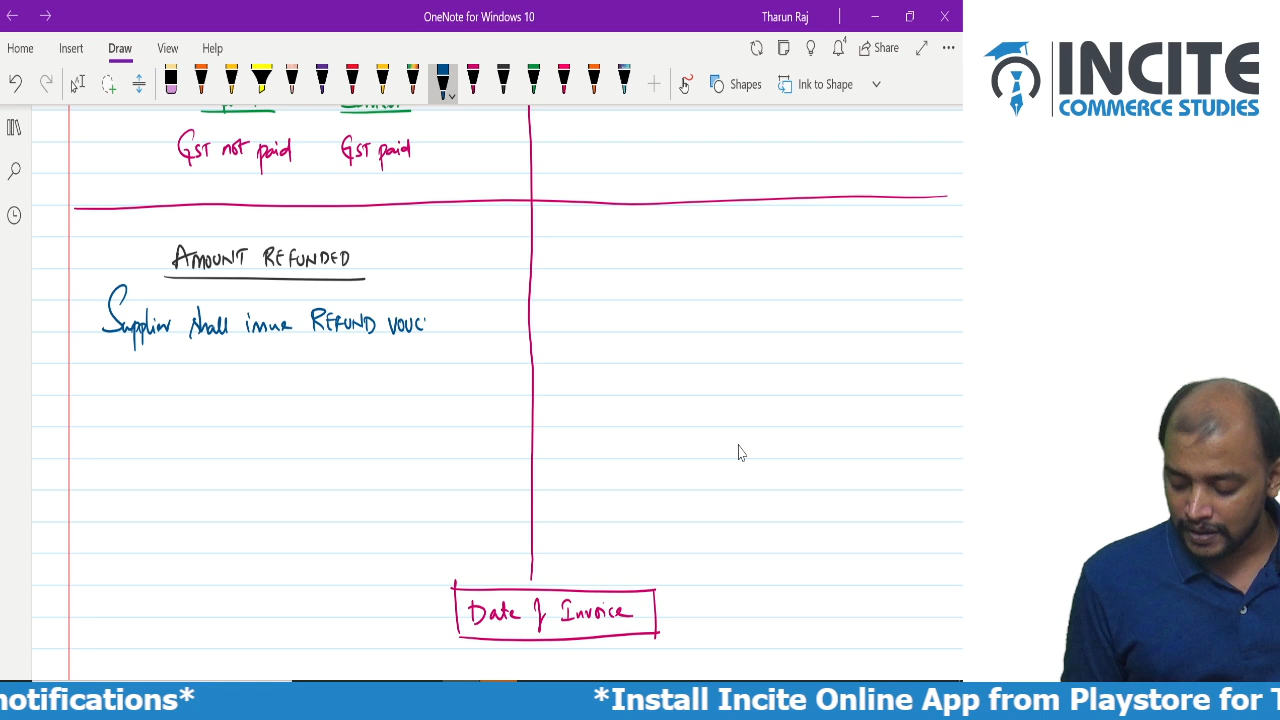 OneNote for Windows 10
Tharun Raj
Home Insert Draw View Help
4 Share
Shapes Ink to Shape
INCITE
COMMERCE STUDIES
GST not paid GST paid
AMOUNT REFUNDED
Supplier shall issue REFUND VOUC
Date of Invoice
notifications* *Install Incite Online App from Playstore for T